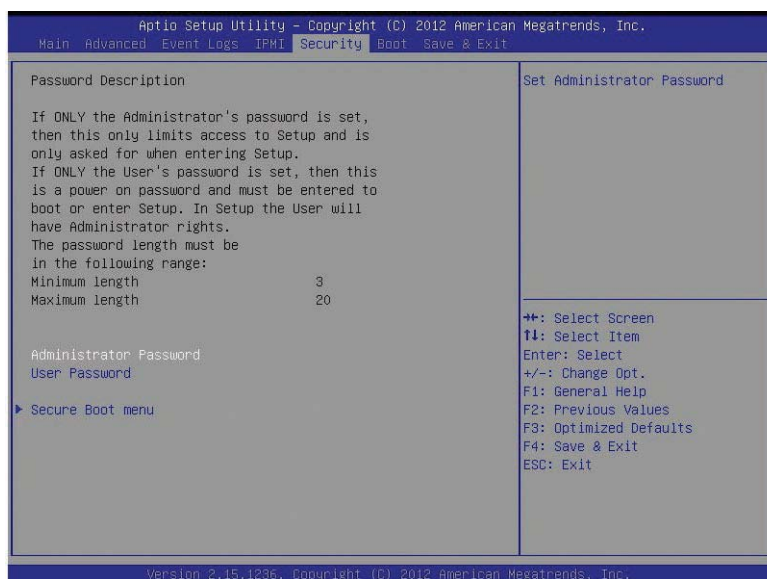 Aptio Setup Utility – Copyright (C) 2012 American Megatrends, Inc.
Main Advanced Event Logs IPMI Security Boot Save & Exit
Password Description
If ONLY the Administrator's password is set,
then this only limits access to Setup and is
only asked for when entering Setup.
If ONLY the User's password is set, then this
is a power on password and must be entered to
boot or enter Setup. In Setup the User will
have Administrator rights.
The password length must be
in the following range:
Minimum length 3
Maximum length 20
Administrator Password
User Password
Secure Boot menu
Set Administrator Password
→←: Select Screen
↑↓: Select Item
Enter: Select
+/-: Change Opt.
F1: General Help
F2: Previous Values
F3: Optimized Defaults
F4: Save & Exit
ESC: Exit
Version 2.15.1236. Copyright (C) 2012 American Megatrends, Inc.